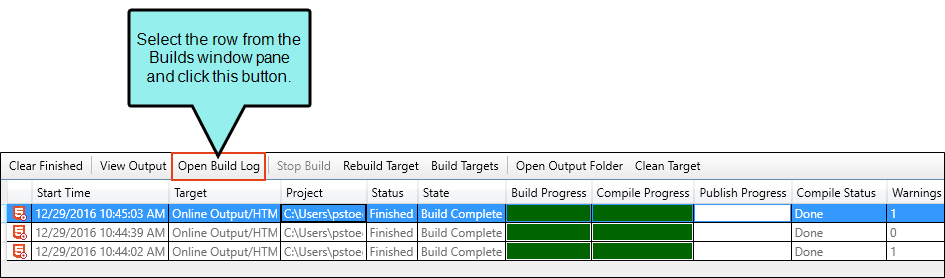 Select the row from the
Builds window pane
and click this button.
Clear Finished View Output Open Build Log Stop Build Rebuild Target Build Targets Open Output Folder Clean Target
Start Time Target Project Status State Build Progress Compile Progress Publish Progress Compile Status Warnings
12/29/2016 10:45:03 AM Online Output/HTM C:\Users\pstoe Finished Build Complete Done 1
12/29/2016 10:44:39 AM Online Output/HTM C:\Users\pstoe Finished Build Complete Done 0
12/29/2016 10:44:02 AM Online Output/HTM C:\Users\pstoe Finished Build Complete Done 1